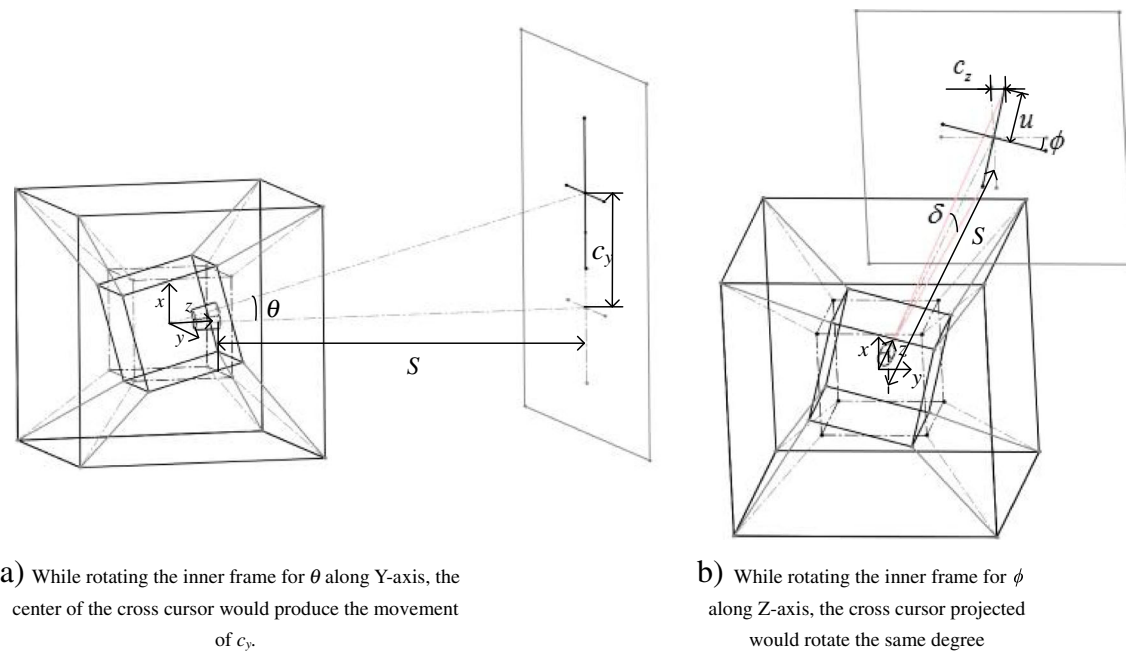 x
z
y
θ
S
c_y
a) While rotating the inner frame for θ along Y-axis, the
center of the cross cursor would produce the movement
of c_y.
c_z
u
ϕ
δ
S
x
z
y
b) While rotating the inner frame for ϕ
along Z-axis, the cross cursor projected
would rotate the same degree